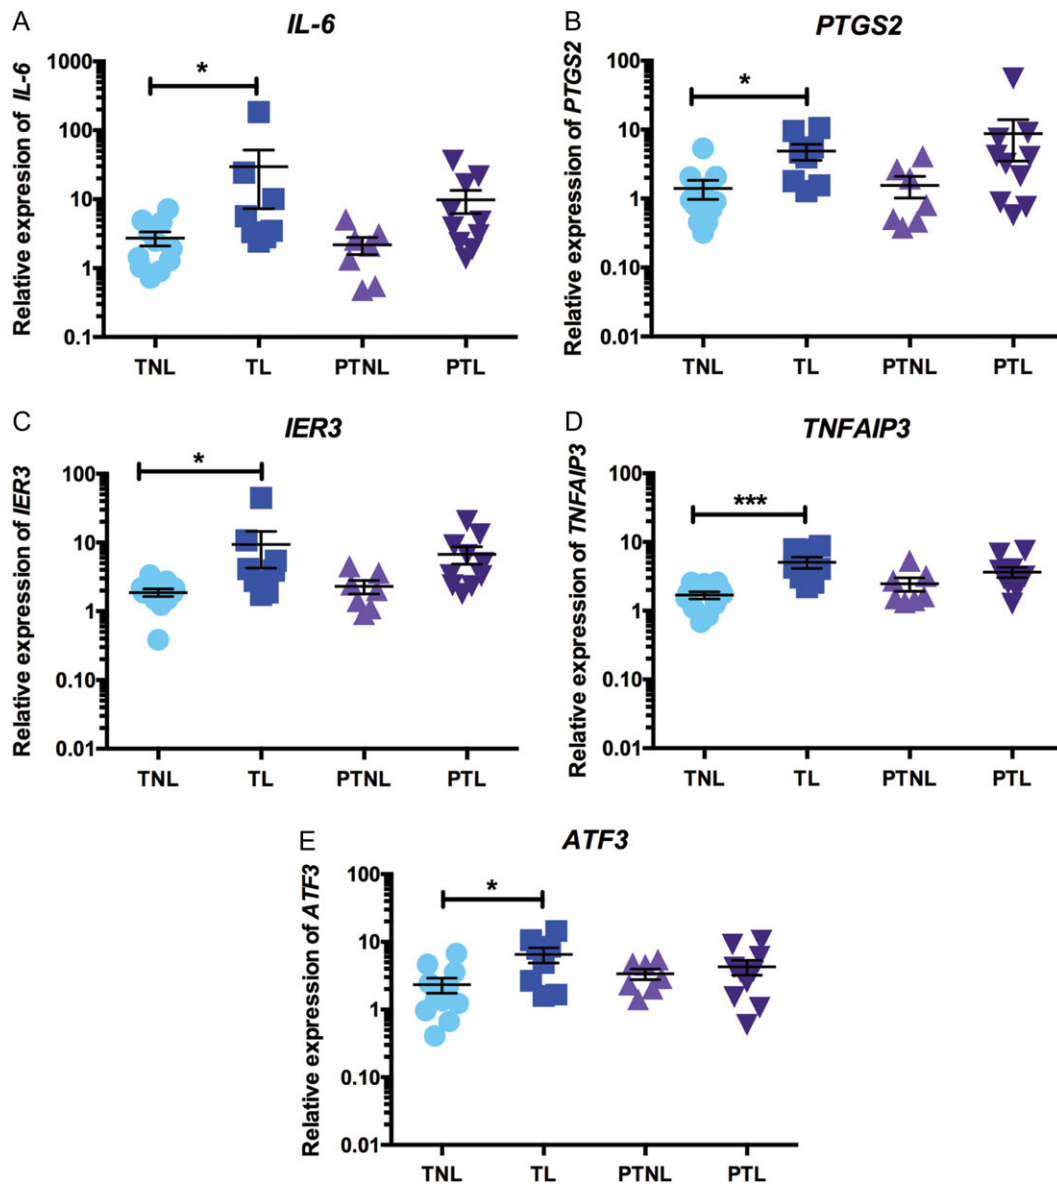 A
IL-6
Relative expression of IL-6
1000
100
10
1
0.1
*
TNL TL PTNL PTL
B
PTGS2
Relative expression of PTGS2
100
10
1
0.10
0.01
*
TNL TL PTNL PTL
C
IER3
Relative expression of IER3
100
10
1
0.10
0.01
*
TNL TL PTNL PTL
D
TNFAIP3
Relative expression of TNFAIP3
100
10
1
0.10
0.01
***
TNL TL PTNL PTL
E
ATF3
Relative expression of ATF3
100
10
1
0.10
0.01
*
TNL TL PTNL PTL